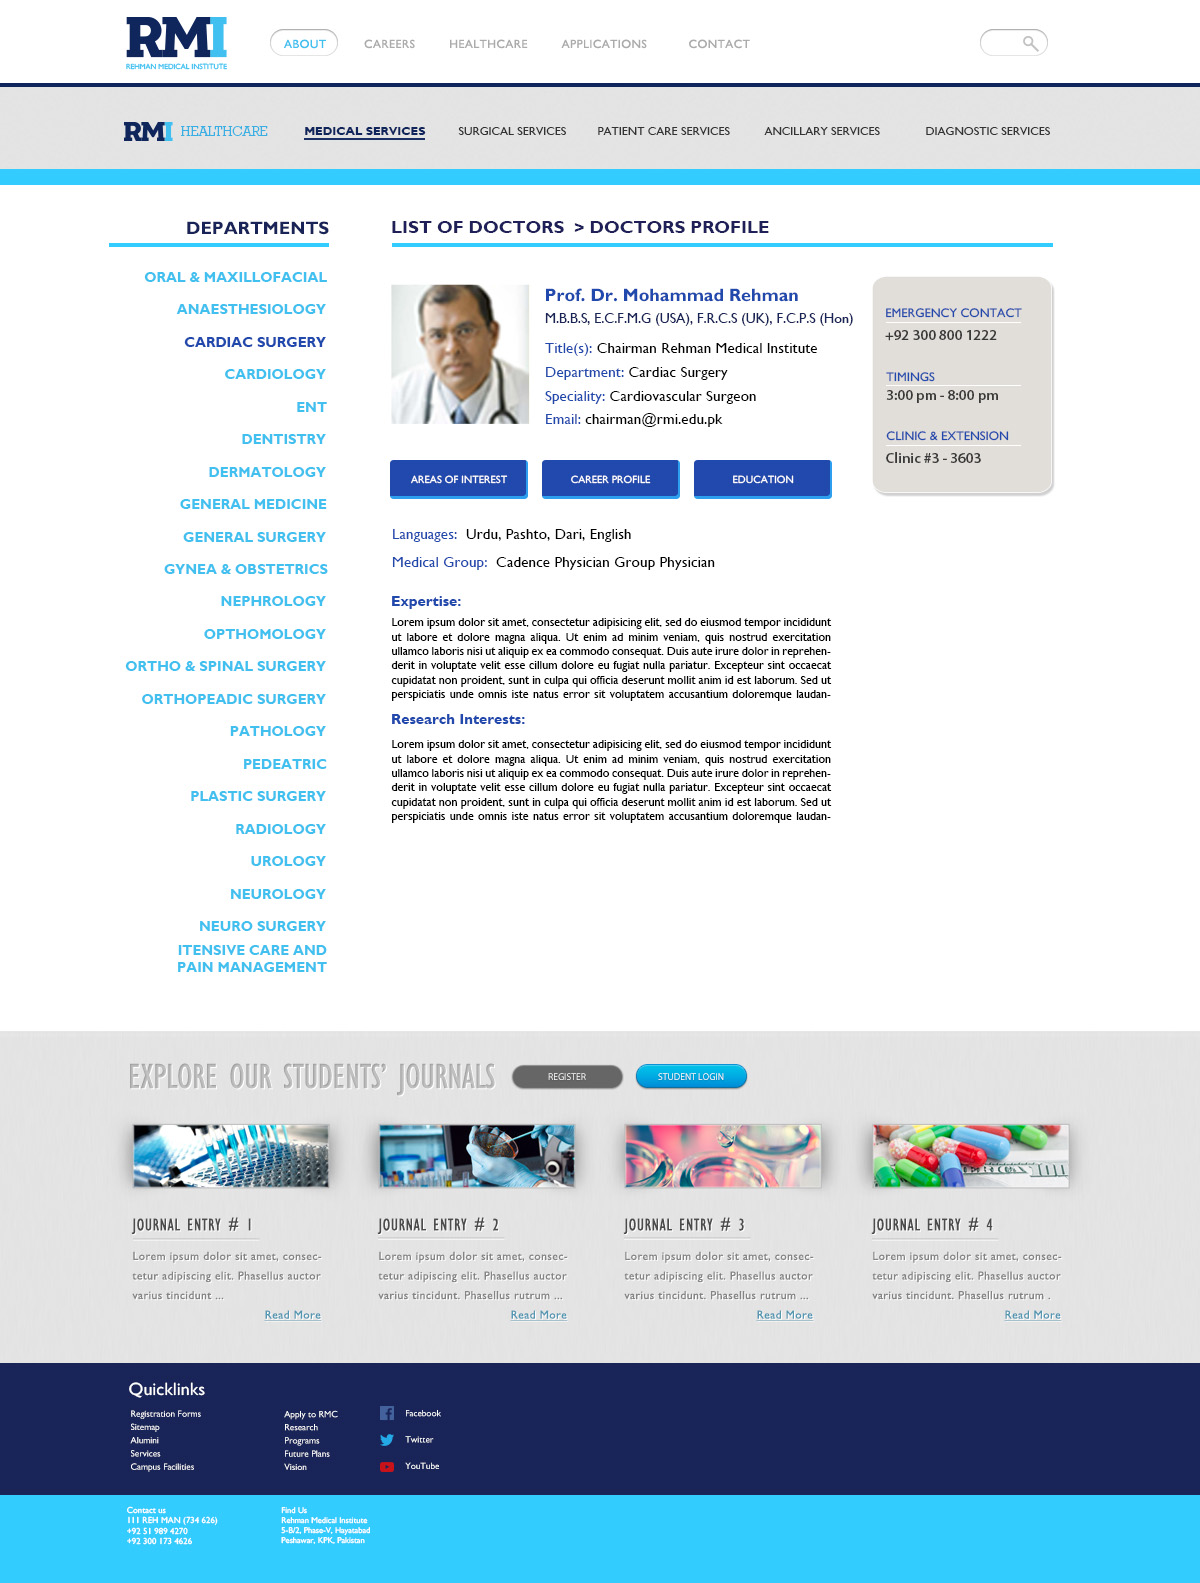 RMI
REHMAN MEDICAL INSTITUTE
ABOUT
CAREERS
HEALTHCARE
APPLICATIONS
CONTACT
RMI HEALTHCARE
MEDICAL SERVICES
SURGICAL SERVICES
PATIENT CARE SERVICES
ANCILLARY SERVICES
DIAGNOSTIC SERVICES
DEPARTMENTS
ORAL & MAXILLOFACIAL
ANAESTHESIOLOGY
CARDIAC SURGERY
CARDIOLOGY
ENT
DENTISTRY
DERMATOLOGY
GENERAL MEDICINE
GENERAL SURGERY
GYNEA & OBSTETRICS
NEPHROLOGY
OPTHOMOLOGY
ORTHO & SPINAL SURGERY
ORTHOPEADIC SURGERY
PATHOLOGY
PEDEATRIC
PLASTIC SURGERY
RADIOLOGY
UROLOGY
NEUROLOGY
NEURO SURGERY
ITENSIVE CARE AND
PAIN MANAGEMENT
LIST OF DOCTORS > DOCTORS PROFILE
Prof. Dr. Mohammad Rehman
M.B.B.S, E.C.F.M.G (USA), F.R.C.S (UK), F.C.P.S (Hon)
Title(s): Chairman Rehman Medical Institute
Department: Cardiac Surgery
Speciality: Cardiovascular Surgeon
Email: chairman@rmi.edu.pk
EMERGENCY CONTACT
+92 300 800 1222
TIMINGS
3:00 pm - 8:00 pm
CLINIC & EXTENSION
Clinic #3 - 3603
AREAS OF INTEREST
CAREER PROFILE
EDUCATION
Languages: Urdu, Pashto, Dari, English
Medical Group: Cadence Physician Group Physician
Expertise:
Lorem ipsum dolor sit amet, consectetur adipisicing elit, sed do eiusmod tempor incididunt
ut labore et dolore magna aliqua. Ut enim ad minim veniam, quis nostrud exercitation
ullamco laboris nisi ut aliquip ex ea commodo consequat. Duis aute irure dolor in reprehen-
derit in voluptate velit esse cillum dolore eu fugiat nulla pariatur. Excepteur sint occaecat
cupidatat non proident, sunt in culpa qui officia deserunt mollit anim id est laborum. Sed ut
perspiciatis unde omnis iste natus error sit voluptatem accusantium doloremque laudan-
Research Interests:
Lorem ipsum dolor sit amet, consectetur adipisicing elit, sed do eiusmod tempor incididunt
ut labore et dolore magna aliqua. Ut enim ad minim veniam, quis nostrud exercitation
ullamco laboris nisi ut aliquip ex ea commodo consequat. Duis aute irure dolor in reprehen-
derit in voluptate velit esse cillum dolore eu fugiat nulla pariatur. Excepteur sint occaecat
cupidatat non proident, sunt in culpa qui officia deserunt mollit anim id est laborum. Sed ut
perspiciatis unde omnis iste natus error sit voluptatem accusantium doloremque laudan-
EXPLORE OUR STUDENTS' JOURNALS
REGISTER
STUDENT LOGIN
JOURNAL ENTRY # 1
Lorem ipsum dolor sit amet, consec-
tetur adipiscing elit. Phasellus auctor
varius tincidunt ...
Read More
JOURNAL ENTRY # 2
Lorem ipsum dolor sit amet, consec-
tetur adipiscing elit. Phasellus auctor
varius tincidunt. Phasellus rutrum ...
Read More
JOURNAL ENTRY # 3
Lorem ipsum dolor sit amet, consec-
tetur adipiscing elit. Phasellus auctor
varius tincidunt. Phasellus rutrum ...
Read More
JOURNAL ENTRY # 4
Lorem ipsum dolor sit amet, consec-
tetur adipiscing elit. Phasellus auctor
varius tincidunt. Phasellus rutrum .
Read More
Quicklinks
Registration Forms
Sitemap
Alumini
Services
Campus Facilities
Apply to RMC
Research
Programs
Future Plans
Vision
Facebook
Twitter
YouTube
Contact us
111 REH MAN (734 626)
+92 51 989 4270
+92 300 173 4626
Find Us
Rehman Medical Institute
5-B/2, Phase-V, Hayatabad
Peshawar, KPK, Pakistan